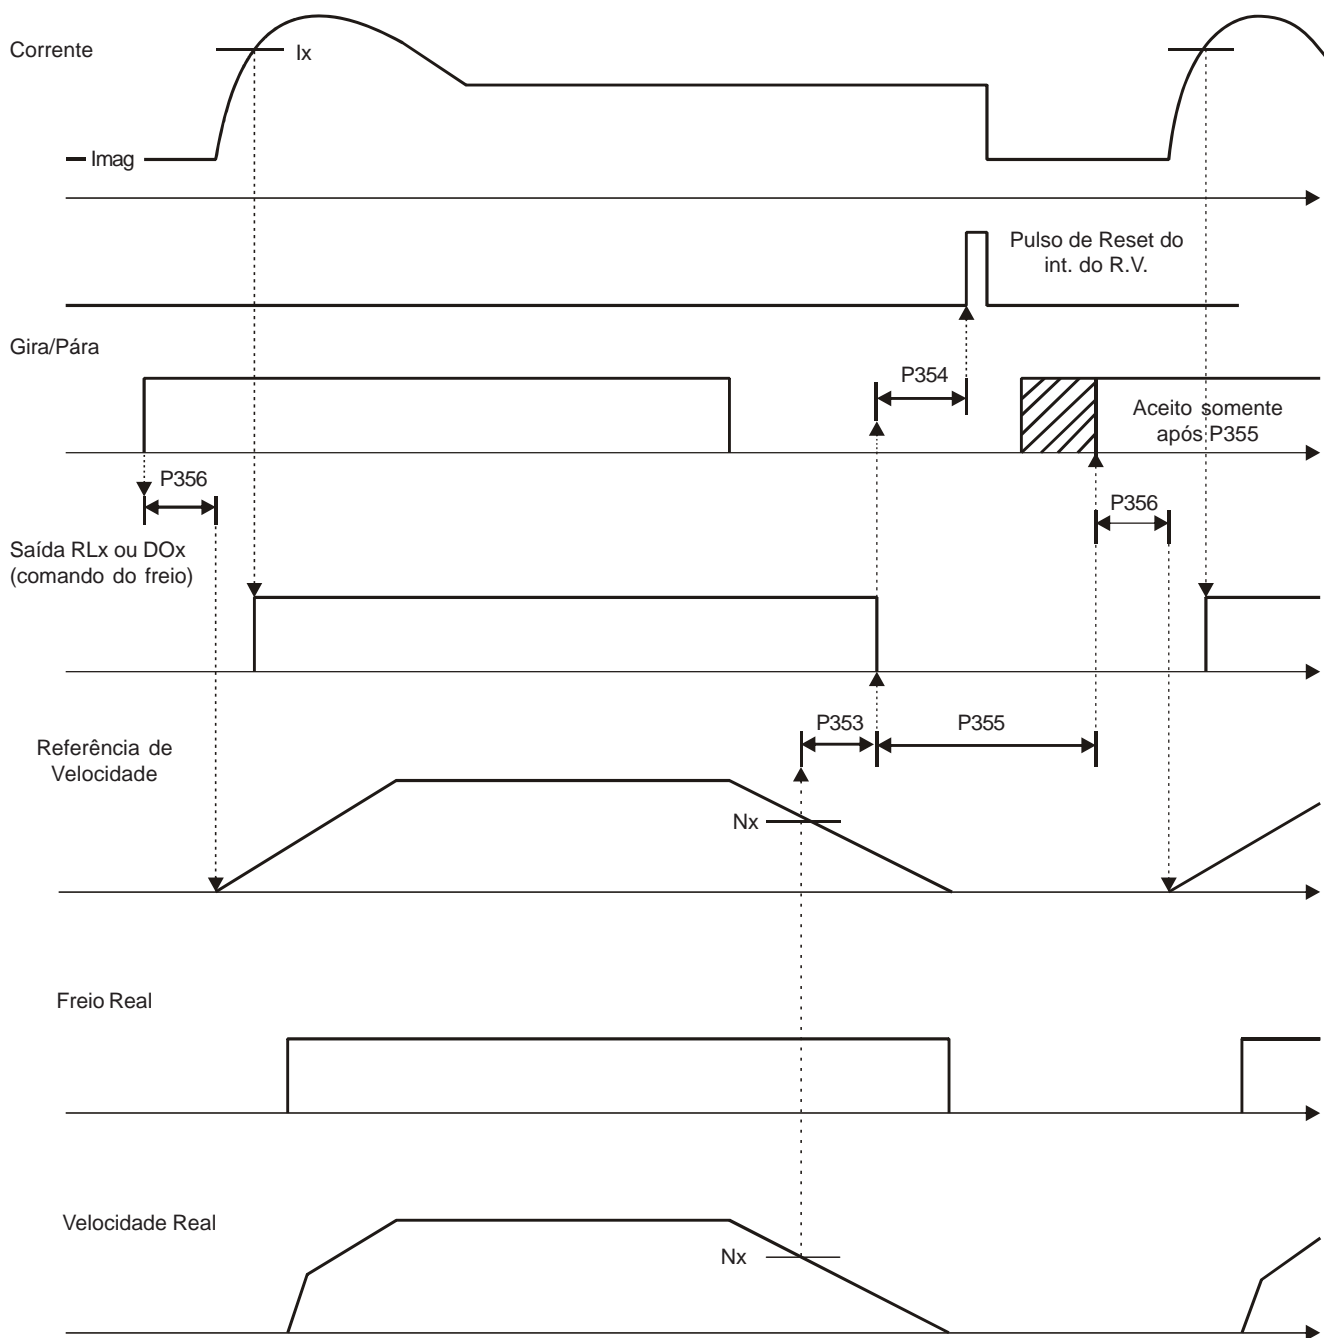 Corrente
Ix
Imag
Pulso de Reset do
int. do R.V.
Gira/Pára
P354
Aceito somente
após P355
P356
P356
Saída RLx ou DOx
(comando do freio)
P353
P355
Referência de
Velocidade
Nx
Freio Real
Velocidade Real
Nx